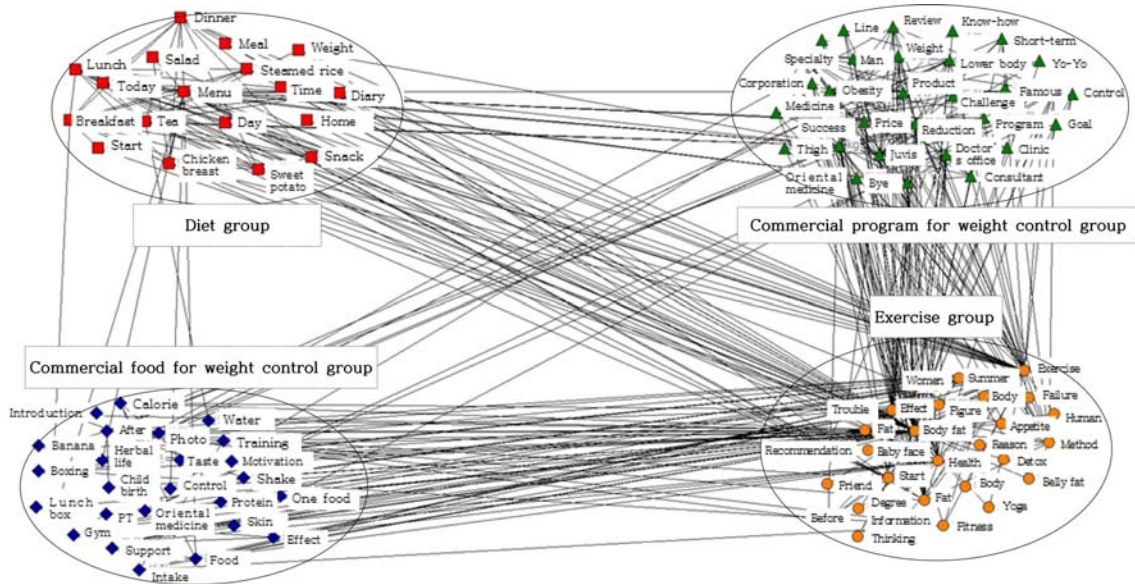 Dinner
Meal
Weight
Lunch
Salad
Steamed rice
Today
Menu
Time
Diary
Breakfast
Tea
Day
Home
Start
Chicken
breast
Sweet
potato
Snack
Diet group
Line
Review
Know-how
Short-term
Specialty
Man
Weight
Lower body
Yo-Yo
Corporation
Obesity
Product
Challenge
Famous
Control
Medicine
Success
Price
Reduction
Program
Goal
Thigh
Juvis
Doctor'
s office
Clinic
Oriental
medicine
Bye
Consultant
Commercial program for weight control group
Exercise group
Women
Summer
Exercise
Trouble
Effect
Figure
Body
Failure
Human
Fat
Body fat
Appetite
Recommendation
Baby face
Reason
Method
Health
Detox
Friend
Start
Body
Belly fat
Before
Degree
Fat
Yoga
Information
Fitness
Thinking
Commercial food for weight control group
Introduction
Calorie
Water
After
Photo
Training
Banana
Herbal
life
Taste
Motivation
Boxing
Child
birth
Control
Shake
Lunch
box
PT
Oriental
medicine
Protein
One food
Gym
Skin
Support
Food
Effect
Intake